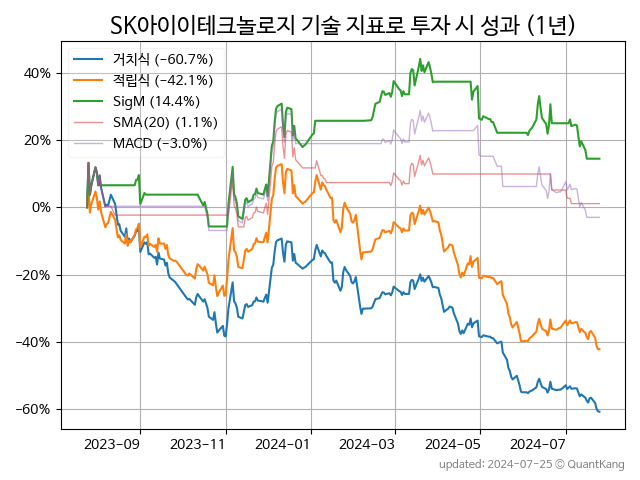 SK아이이테크놀로지 기술 지표로 투자 시 성과 (1년)
거치식 (−60.7%)
적립식 (−42.1%)
SigM (14.4%)
SMA(20) (1.1%)
MACD (−3.0%)
40%
20%
0%
−20%
−40%
−60%
2023-09 2023-11 2024-01 2024-03 2024-05 2024-07
updated: 2024-07-25 © QuantKang